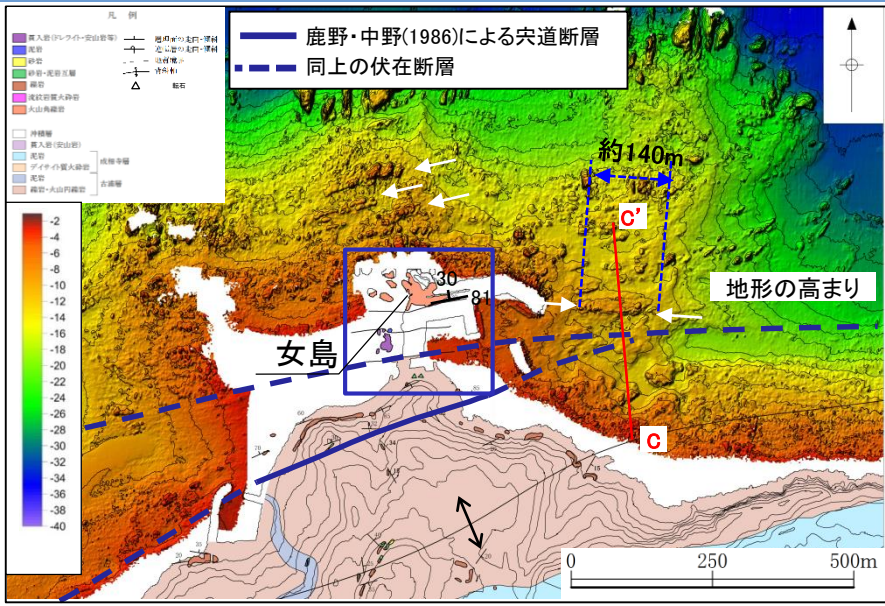 凡 例
貫入岩(ドレライト・安山岩等)
泥岩
砂岩
砂岩・泥岩互層
礫岩
流紋岩質火砕岩
火山角礫岩
転石
沖積層
貫入岩(安山岩)
泥岩
デイサイト質火砕岩
成相寺層
泥岩
礫岩・火山円礫岩
古浦層
鹿野・中野(1986)による宍道断層
同上の伏在断層
約140m
C'
地形の高まり
30
81
女島
C
-2
-4
-6
-8
-10
-12
-14
-16
-18
-20
-22
-24
-26
-28
-30
-32
-34
-36
-38
-40
0 250 500m